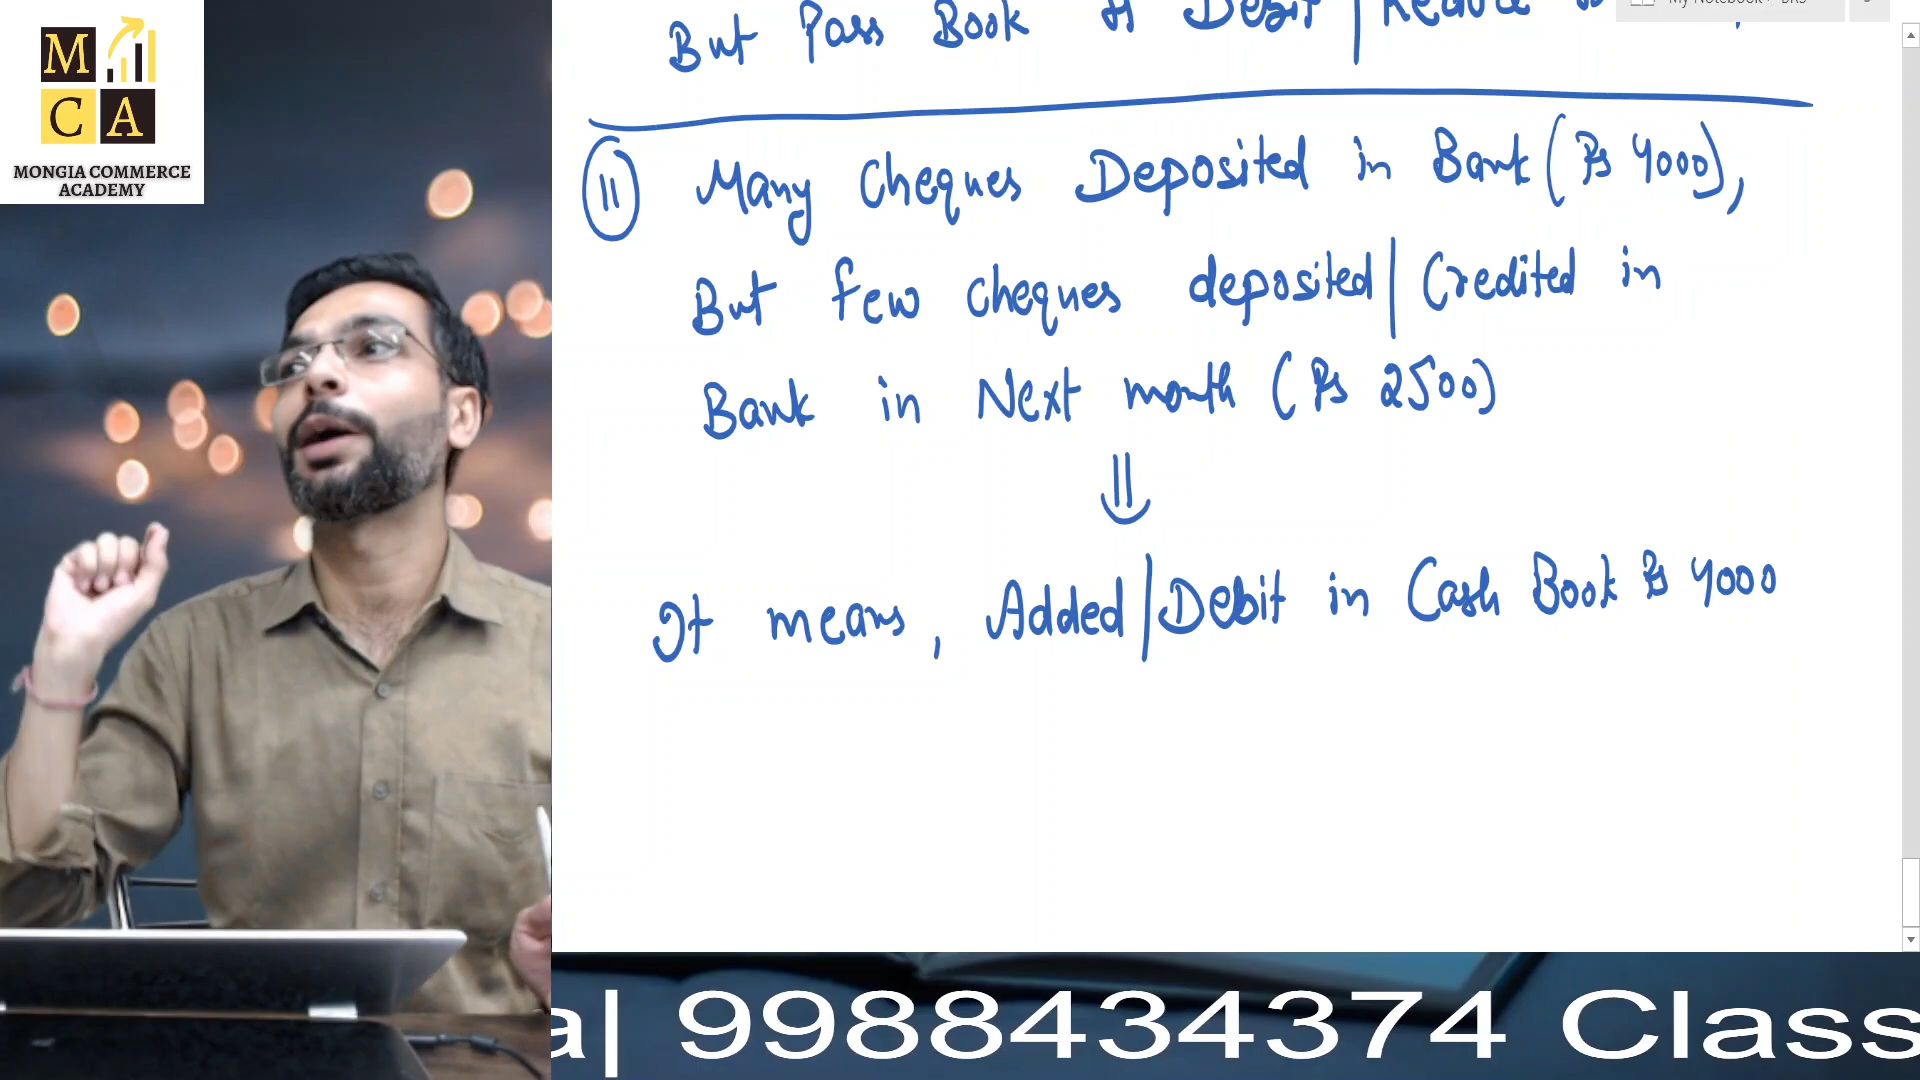 M
C A
MONGIA COMMERCE
ACADEMY
But Pass Book
11 Many Cheques Deposited in Bank (Rs 4000),
But few cheques deposited/Credited in
Bank in Next month (Rs 2500)
It means, Added/Debit in Cash Book Rs 4000
a| 9988434374 Class